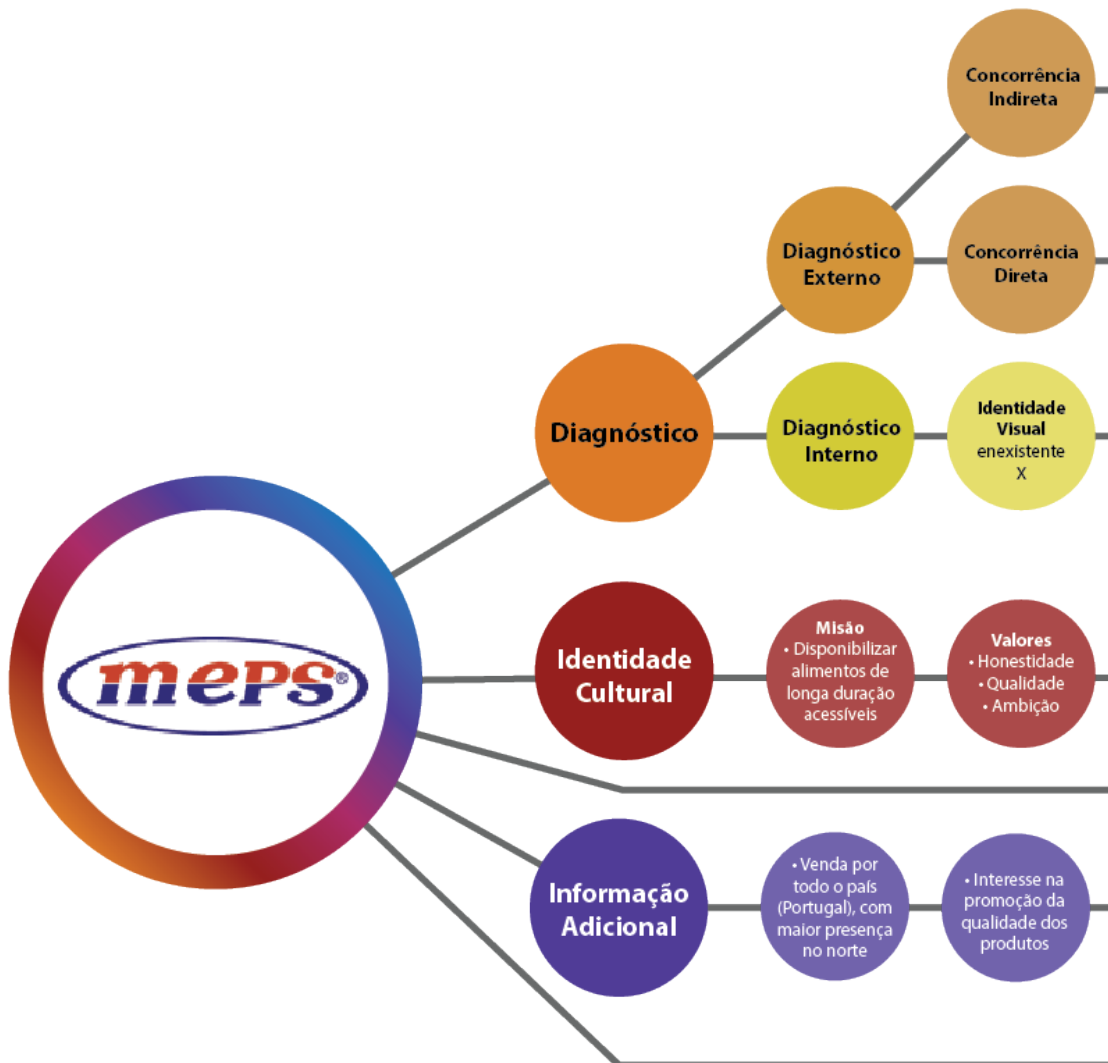 Concorrência
Indireta
Diagnóstico
Externo
Concorrência
Direta
Diagnóstico
Diagnóstico
Interno
Identidade
Visual
enexistente
X
mePS®
Identidade
Cultural
Misão
• Disponibilizar
alimentos de
longa duração
acessíveis
Valores
• Honestidade
• Qualidade
• Ambição
Informação
Adicional
• Venda por
todo o país
(Portugal), com
maior presença
no norte
• Interesse na
promoção da
qualidade dos
produtos